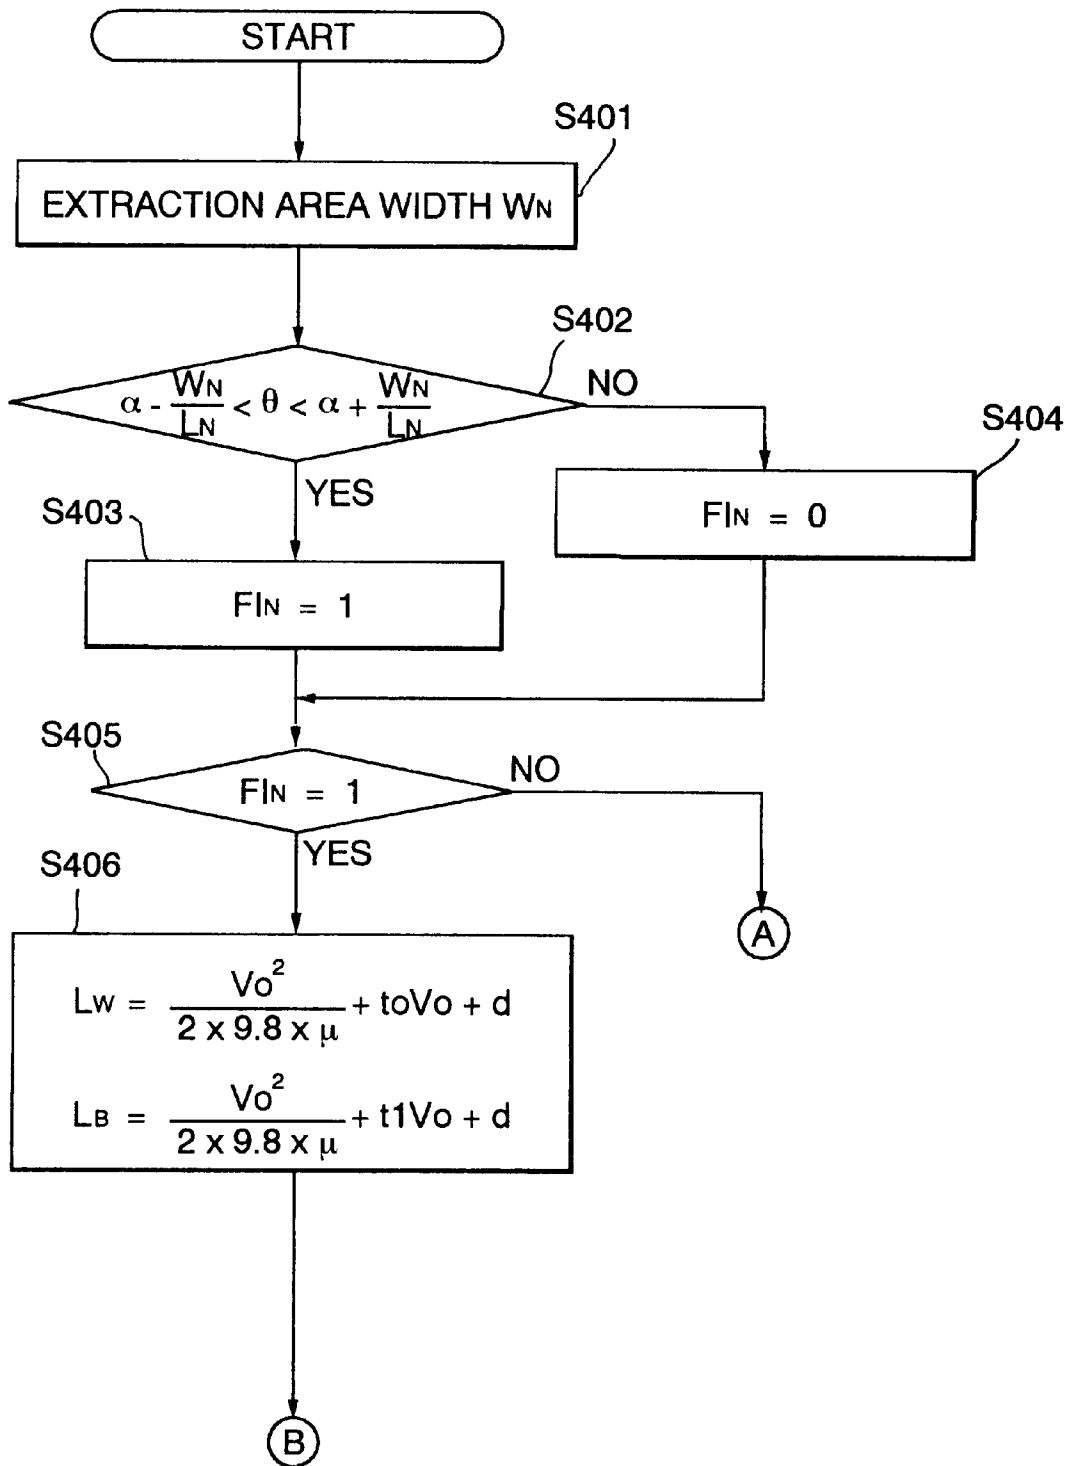 START
S401
EXTRACTION AREA WIDTH WN
S402
α - WN/LN < θ < α + WN/LN
NO
YES
S404
FIN = 0
S403
FIN = 1
S405
FIN = 1
NO
YES
S406
A
LW = Vo²/2 x 9.8 x μ + toVo + d
LB = Vo²/2 x 9.8 x μ + t1Vo + d
B